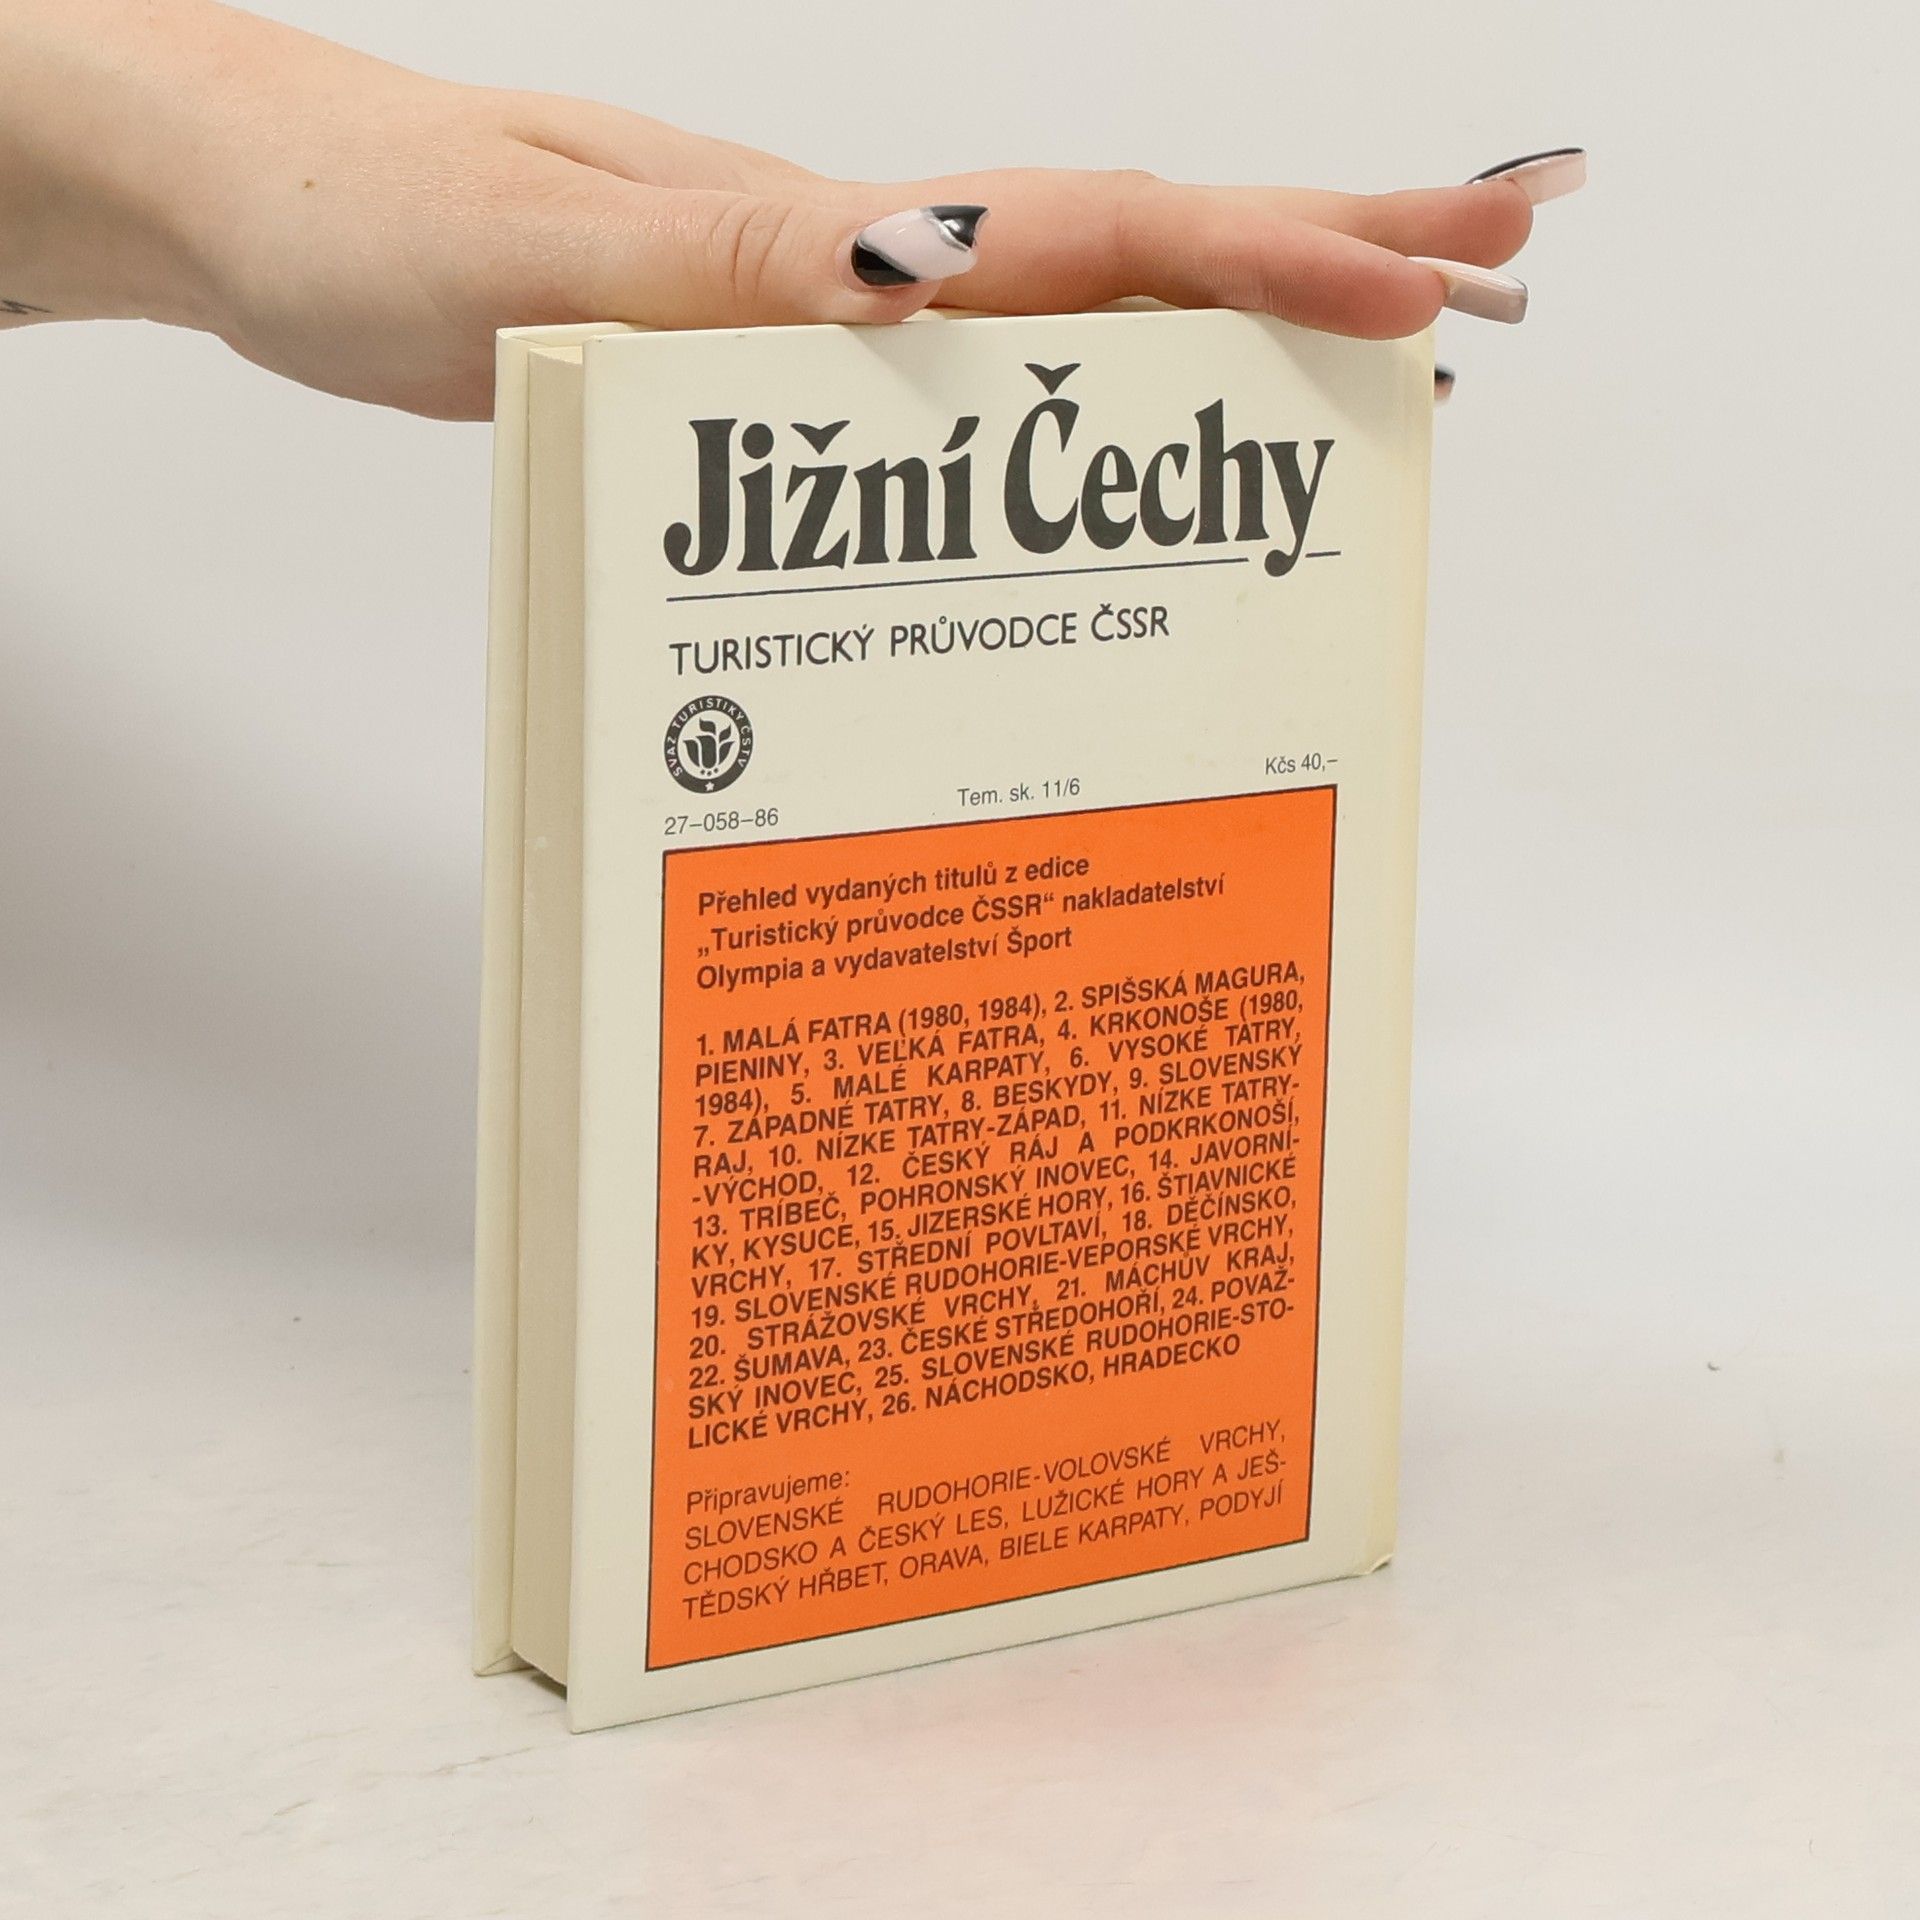 Jižní Čechy
TURISTICKÝ PRŮVODCE ČSSR
SVAZ TURISTIKY ČSTV
Kčs 40,–
Tem. sk. 11/6
27–058–86
Přehled vydaných titulů z edice
„Turistický průvodce ČSSR“ nakladatelství
Olympia a vydavatelství Šport
1. MALÁ FATRA (1980, 1984), 2. SPIŠSKÁ MAGURA,
PIENINY, 3. VEĽKÁ FATRA, 4. KRKONOŠE (1980,
1984), 5. MALÉ KARPATY, 6. VYSOKÉ TATRY,
7. ZÁPADNÉ TATRY, 8. BESKYDY, 9. SLOVENSKÝ
RAJ, 10. NÍZKE TATRY-ZÁPAD, 11. NÍZKE TATRY-
-VÝCHOD, 12. ČESKÝ RÁJ A PODKRKONOŠÍ,
13. TRÍBEČ, POHRONSKÝ INOVEC, 14. JAVORNÍ-
KY, KYSUCE, 15. JIZERSKÉ HORY, 16. ŠTIAVNICKÉ
VRCHY, 17. STŘEDNÍ POVLTAVÍ, 18. DĚČÍNSKO,
19. SLOVENSKÉ RUDOHORIE-VEPORSKÉ VRCHY,
20. STRÁŽOVSKÉ VRCHY, 21. MÁCHŮV KRAJ,
22. ŠUMAVA, 23. ČESKÉ STŘEDOHOŘÍ, 24. POVAŽ-
SKÝ INOVEC, 25. SLOVENSKÉ RUDOHORIE-STO-
LICKÉ VRCHY, 26. NÁCHODSKO, HRADECKO
Připravujeme:
SLOVENSKÉ RUDOHORIE-VOLOVSKÉ VRCHY,
CHODSKO A ČESKÝ LES, LUŽICKÉ HORY A JEŠ-
TĚDSKÝ HŘBET, ORAVA, BIELE KARPATY, PODYJÍ